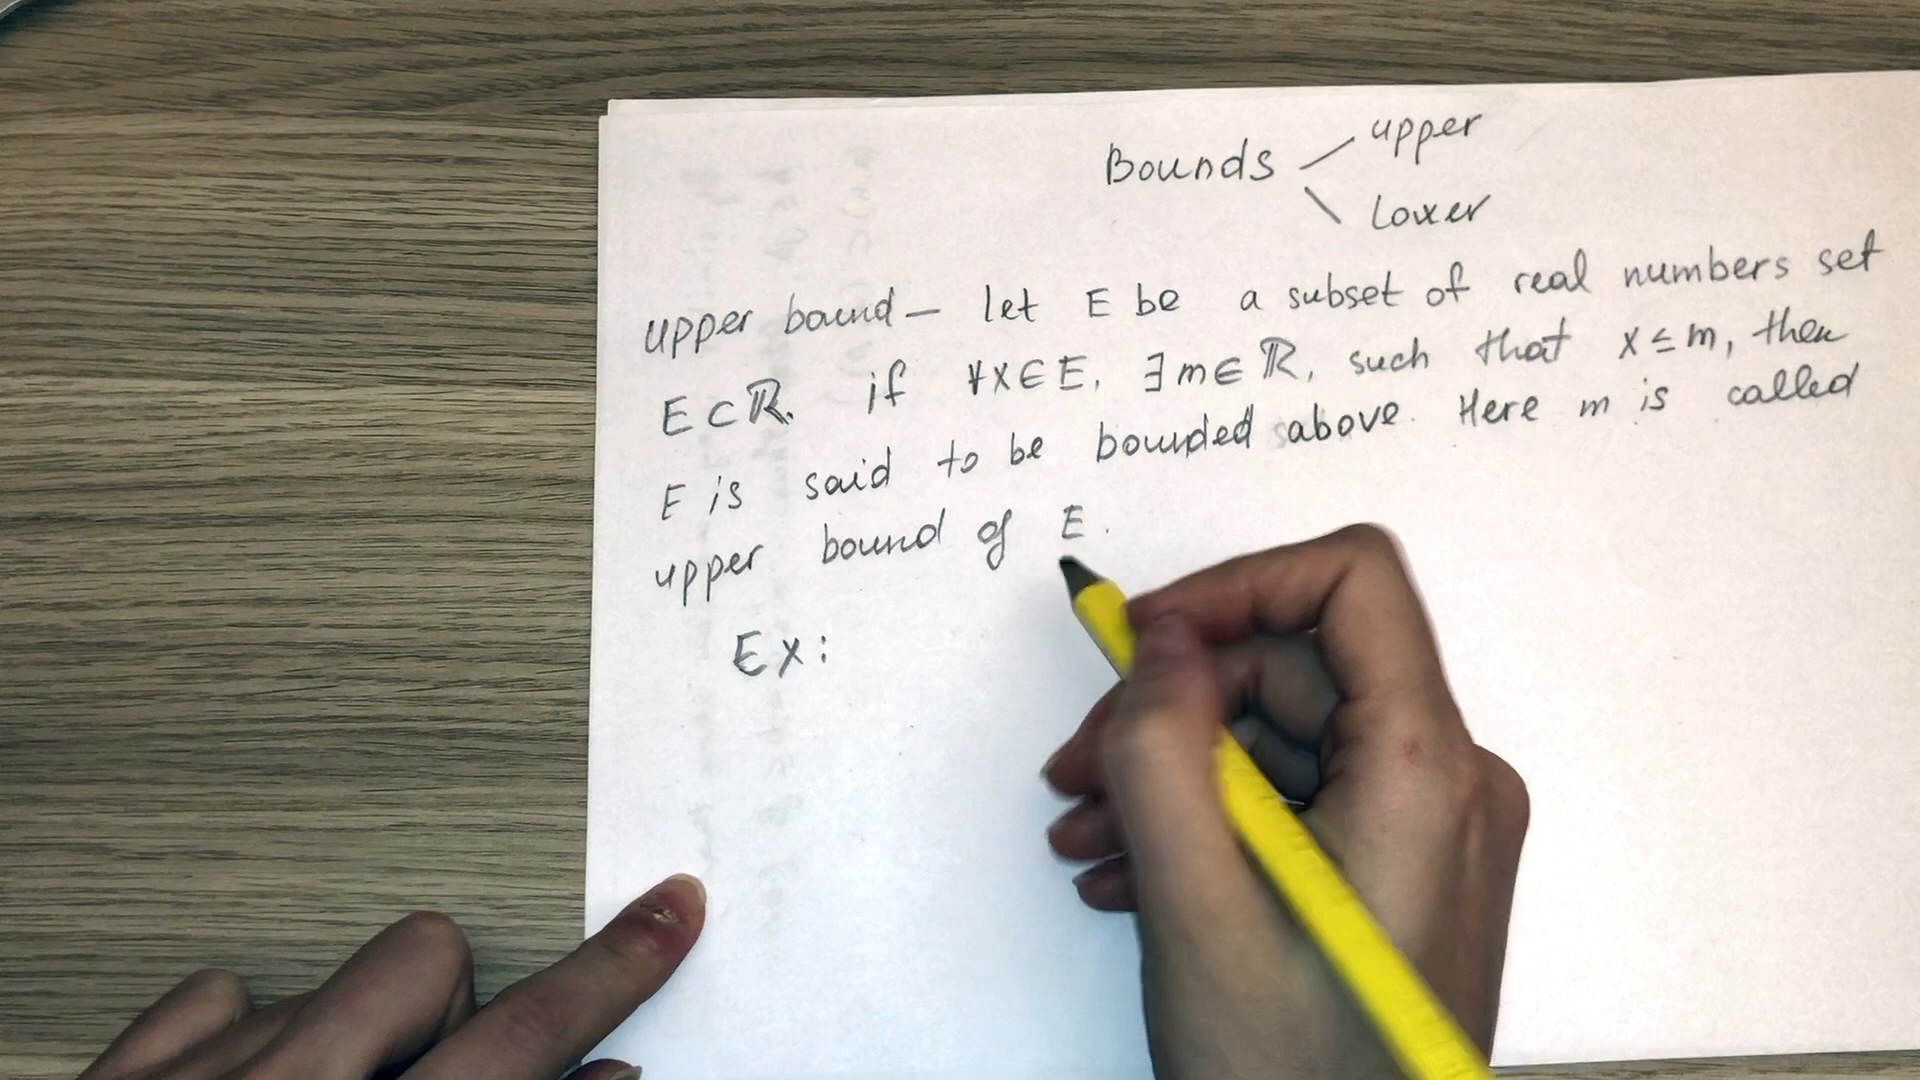 Bounds
upper
Lower
upper bound — let E be a subset of real numbers set
E ⊂ ℝ. if ∀x∈E, ∃m∈ℝ, such that x≤m, then
E is said to be bounded above. Here m is called
upper bound of E.
Ex: